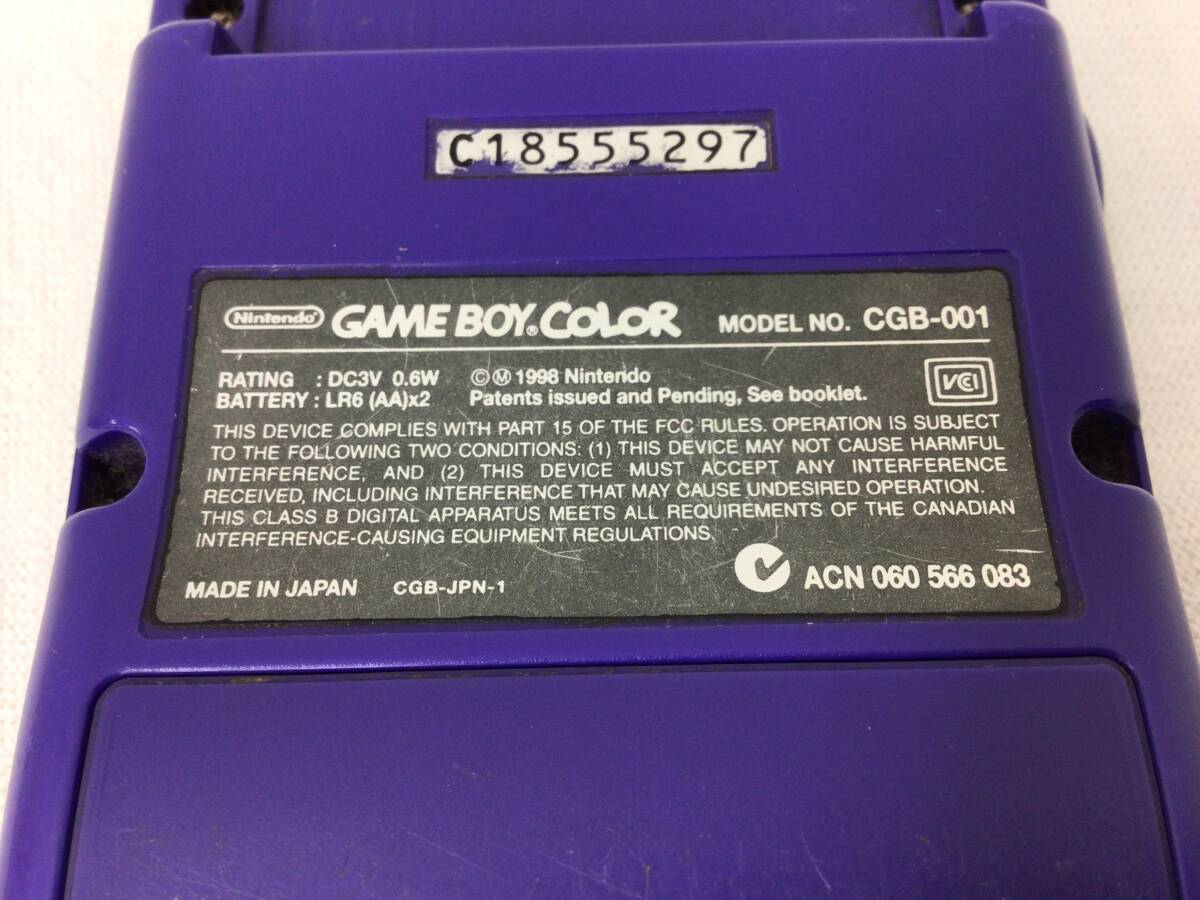 C18555297
Nintendo GAME BOY® COLOR MODEL NO. CGB-001
RATING : DC3V 0.6W ©Ⓜ 1998 Nintendo
BATTERY : LR6 (AA)x2 Patents issued and Pending, See booklet.
VCCI
THIS DEVICE COMPLIES WITH PART 15 OF THE FCC RULES. OPERATION IS SUBJECT
TO THE FOLLOWING TWO CONDITIONS: (1) THIS DEVICE MAY NOT CAUSE HARMFUL
INTERFERENCE, AND (2) THIS DEVICE MUST ACCEPT ANY INTERFERENCE
RECEIVED, INCLUDING INTERFERENCE THAT MAY CAUSE UNDESIRED OPERATION.
THIS CLASS B DIGITAL APPARATUS MEETS ALL REQUIREMENTS OF THE CANADIAN
INTERFERENCE-CAUSING EQUIPMENT REGULATIONS.
MADE IN JAPAN CGB-JPN-1 ACN 060 566 083